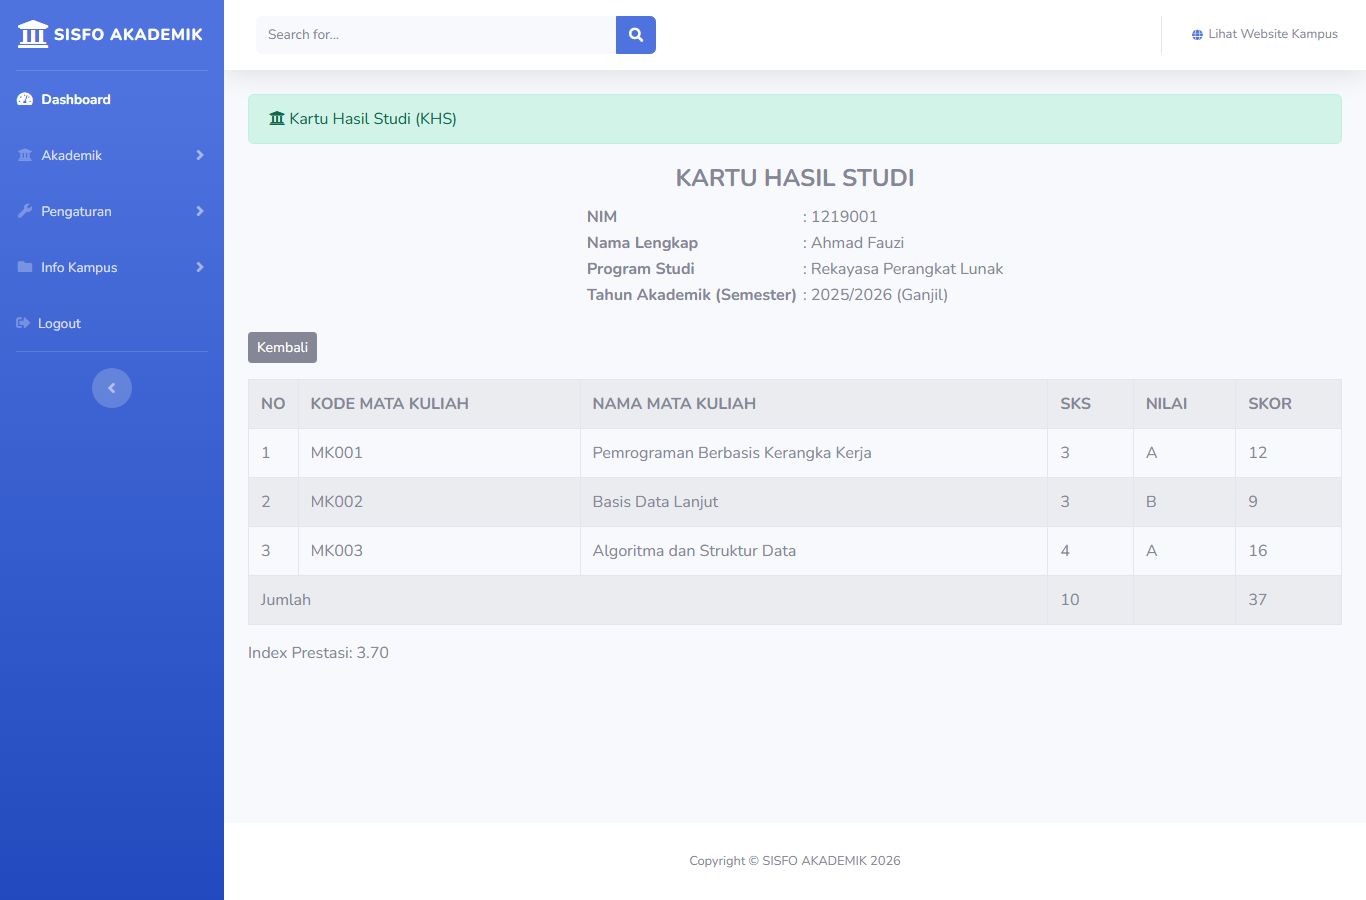 SISFO AKADEMIK
Search for...
Lihat Website Kampus
Dashboard
Akademik
Pengaturan
Info Kampus
Logout
Kartu Hasil Studi (KHS)
KARTU HASIL STUDI
NIM : 1219001
Nama Lengkap : Ahmad Fauzi
Program Studi : Rekayasa Perangkat Lunak
Tahun Akademik (Semester) : 2025/2026 (Ganjil)
Kembali
NO KODE MATA KULIAH NAMA MATA KULIAH SKS NILAI SKOR
1 MK001 Pemrograman Berbasis Kerangka Kerja 3 A 12
2 MK002 Basis Data Lanjut 3 B 9
3 MK003 Algoritma dan Struktur Data 4 A 16
Jumlah 10 37
Index Prestasi: 3.70
Copyright © SISFO AKADEMIK 2026